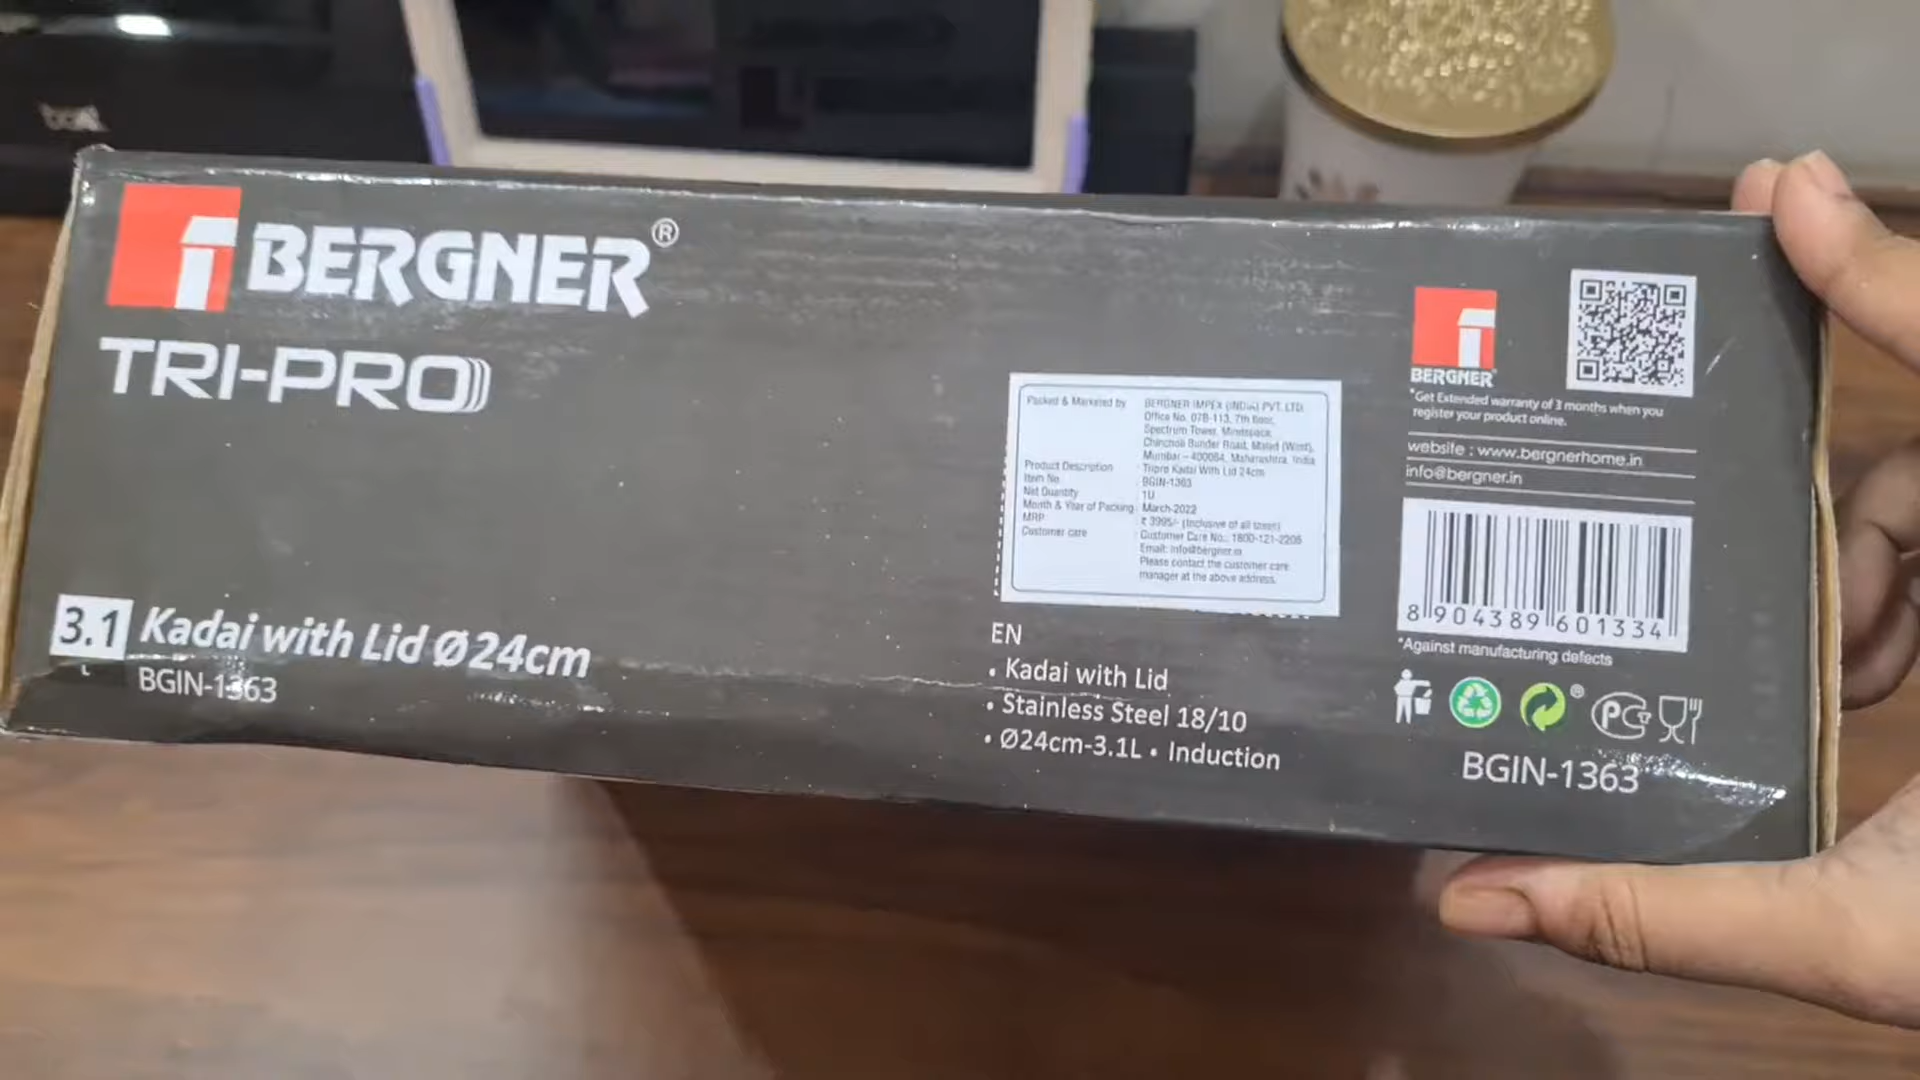 boat
BERGNER®
TRI-PRO
3.1 Kadai with Lid Ø24cm
L
BGIN-1363
Packed & Marketed by : BERGNER IMPEX (INDIA) PVT. LTD.
Office No. 07B-113, 7th floor,
Spectrum Tower, Mindspace,
Chincholi Bunder Road, Malad (West),
Mumbai – 400064, Maharashtra, India
Product Description : Tripro Kadai With Lid 24cm
Item No : BGIN-1363
Net Quantity : 1U
Month & Year of Packing : March-2022
MRP : ₹ 3995/- (Inclusive of all taxes)
Customer care : Customer Care No.: 1800-121-2206
Email: info@bergner.in
Please contact the customer care
manager at the above address.
EN
• Kadai with Lid
• Stainless Steel 18/10
• Ø24cm-3.1L • Induction
BERGNER
*Get Extended warranty of 3 months when you
register your product online.
website : www.bergnerhome.in
info@bergner.in
8 904389 601334
*Against manufacturing defects
BGIN-1363